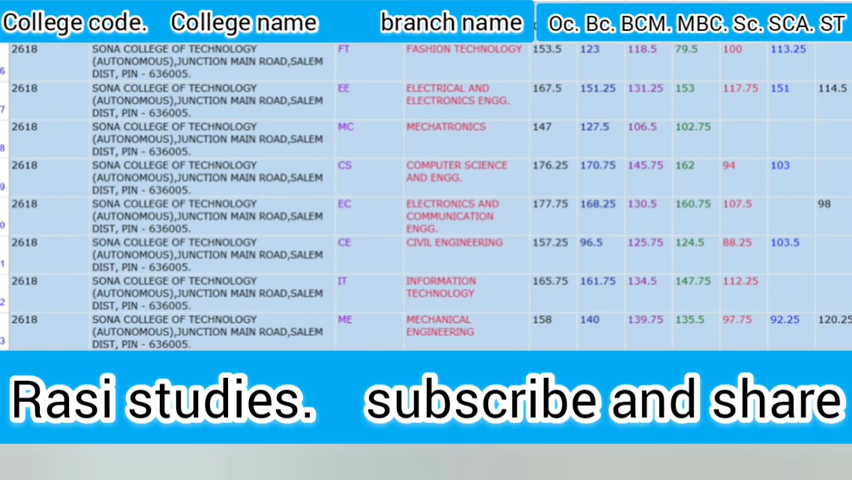 College code. College name branch name Oc. Bc. BCM. MBC. Sc. SCA. ST
2618 SONA COLLEGE OF TECHNOLOGY FT FASHION TECHNOLOGY 153.5 123 118.5 79.5 100 113.25
(AUTONOMOUS),JUNCTION MAIN ROAD,SALEM
6 DIST, PIN - 636005.
2618 SONA COLLEGE OF TECHNOLOGY EE ELECTRICAL AND 167.5 151.25 131.25 153 117.75 151 114.5
(AUTONOMOUS),JUNCTION MAIN ROAD,SALEM ELECTRONICS ENGG.
7 DIST, PIN - 636005.
2618 SONA COLLEGE OF TECHNOLOGY MC MECHATRONICS 147 127.5 106.5 102.75
(AUTONOMOUS),JUNCTION MAIN ROAD,SALEM
8 DIST, PIN - 636005.
2618 SONA COLLEGE OF TECHNOLOGY CS COMPUTER SCIENCE 176.25 170.75 145.75 162 94 103
(AUTONOMOUS),JUNCTION MAIN ROAD,SALEM AND ENGG.
9 DIST, PIN - 636005.
2618 SONA COLLEGE OF TECHNOLOGY EC ELECTRONICS AND 177.75 168.25 130.5 160.75 107.5 98
(AUTONOMOUS),JUNCTION MAIN ROAD,SALEM COMMUNICATION
0 DIST, PIN - 636005. ENGG.
2618 SONA COLLEGE OF TECHNOLOGY CE CIVIL ENGINEERING 157.25 96.5 125.75 124.5 88.25 103.5
(AUTONOMOUS),JUNCTION MAIN ROAD,SALEM
1 DIST, PIN - 636005.
2618 SONA COLLEGE OF TECHNOLOGY IT INFORMATION 165.75 161.75 134.5 147.75 112.25
(AUTONOMOUS),JUNCTION MAIN ROAD,SALEM TECHNOLOGY
2 DIST, PIN - 636005.
2618 SONA COLLEGE OF TECHNOLOGY ME MECHANICAL 158 140 139.75 135.5 97.75 92.25 120.25
(AUTONOMOUS),JUNCTION MAIN ROAD,SALEM ENGINEERING
3 DIST, PIN - 636005.
Rasi studies. subscribe and share